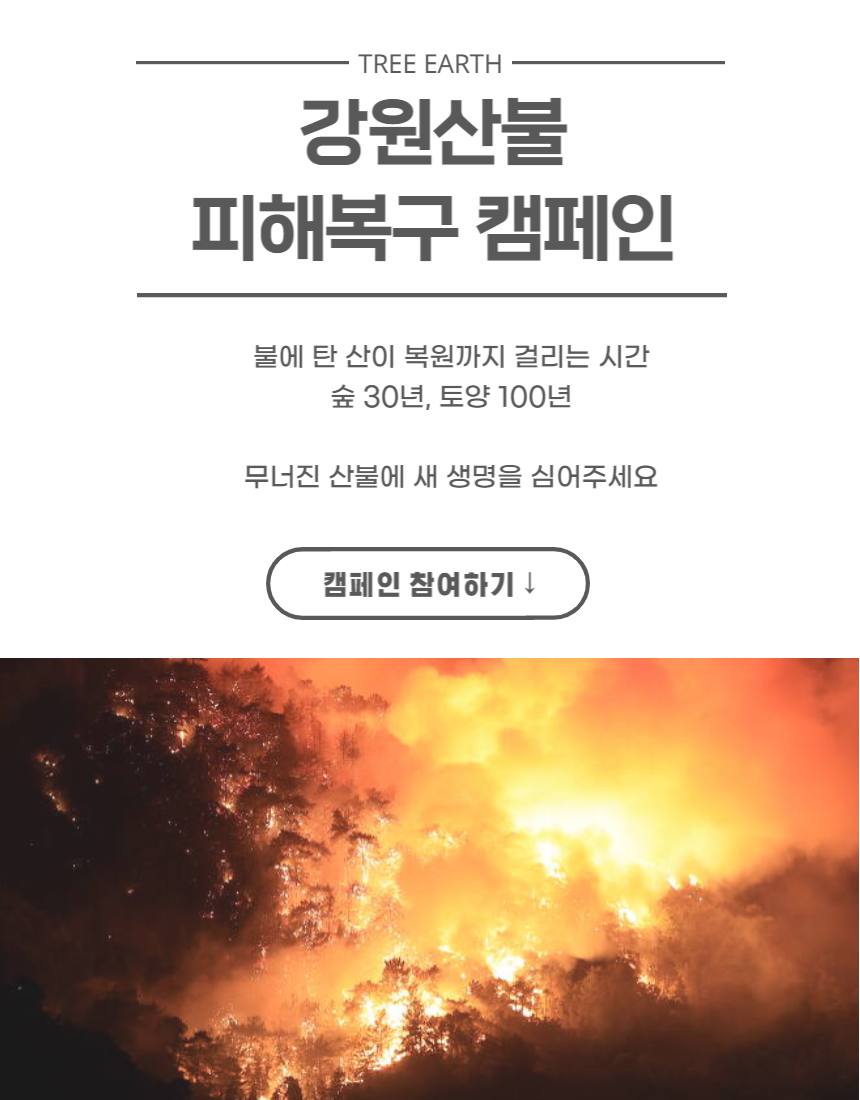 TREE EARTH
강원산불
피해복구 캠페인
불에 탄 산이 복원까지 걸리는 시간
숲 30년, 토양 100년
무너진 산불에 새 생명을 심어주세요
캠페인 참여하기 ↓